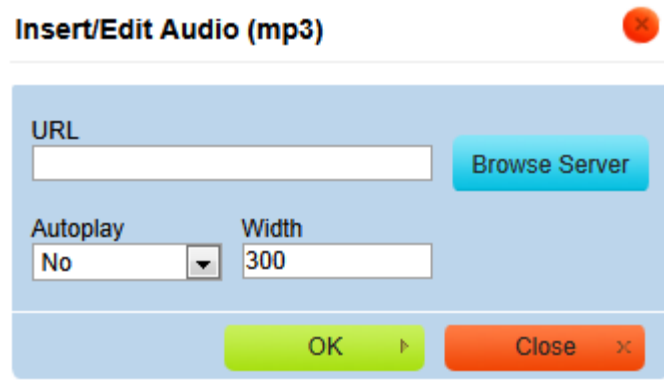 Insert/Edit Audio (mp3)
URL
Browse Server
Autoplay Width
No 300
OK Close